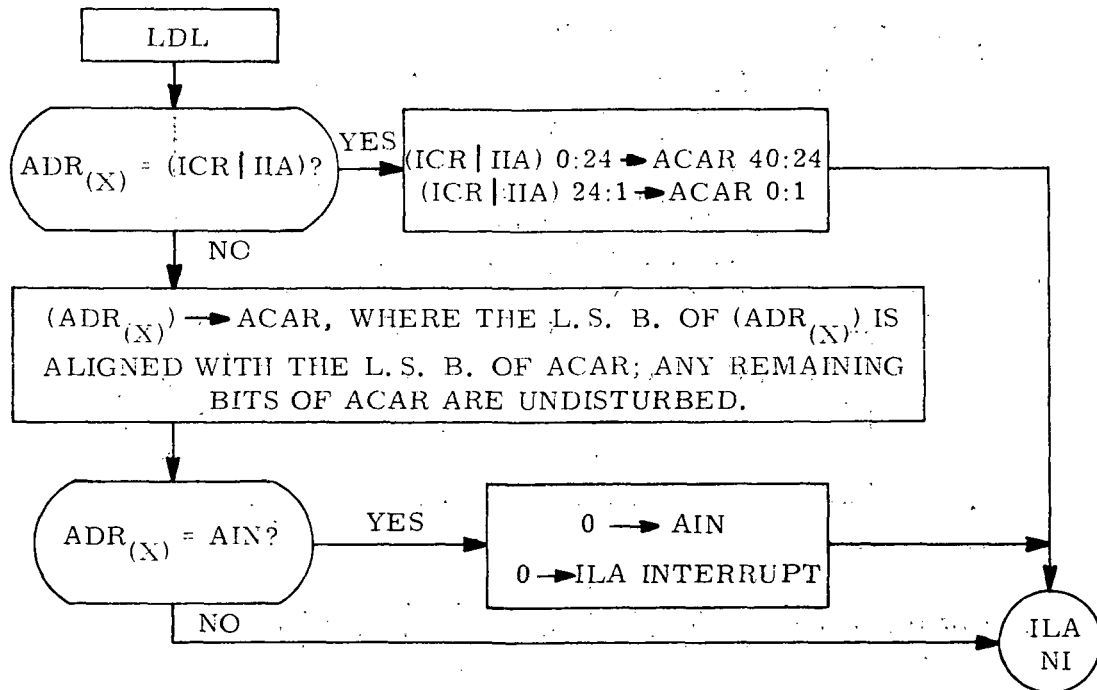 LDL
ADR(X) = (ICR | IIA)?
YES
(ICR | IIA) 0:24 → ACAR 40:24
(ICR | IIA) 24:1 → ACAR 0:1
NO
(ADR(X)) → ACAR, WHERE THE L. S. B. OF (ADR(X)) IS
ALIGNED WITH THE L. S. B. OF ACAR; ANY REMAINING
BITS OF ACAR ARE UNDISTURBED.
ADR(X) = AIN?
YES
0 → AIN
0 → ILA INTERRUPT
NO
ILA
NI